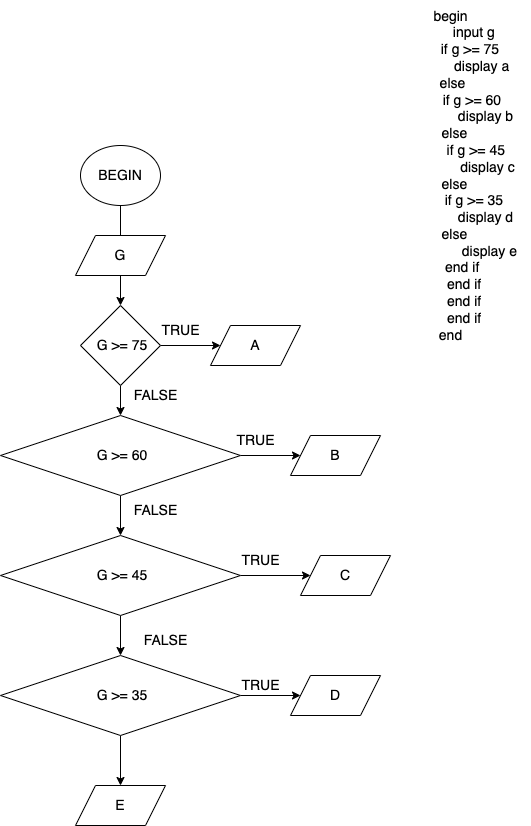 begin
input g
if g >= 75
display a
else
if g >= 60
display b
else
if g >= 45
display c
else
if g >= 35
display d
else
display e
end if
end if
end if
end if
end
BEGIN
G
G >= 75
TRUE
A
FALSE
G >= 60
TRUE
B
FALSE
G >= 45
TRUE
C
FALSE
G >= 35
TRUE
D
E